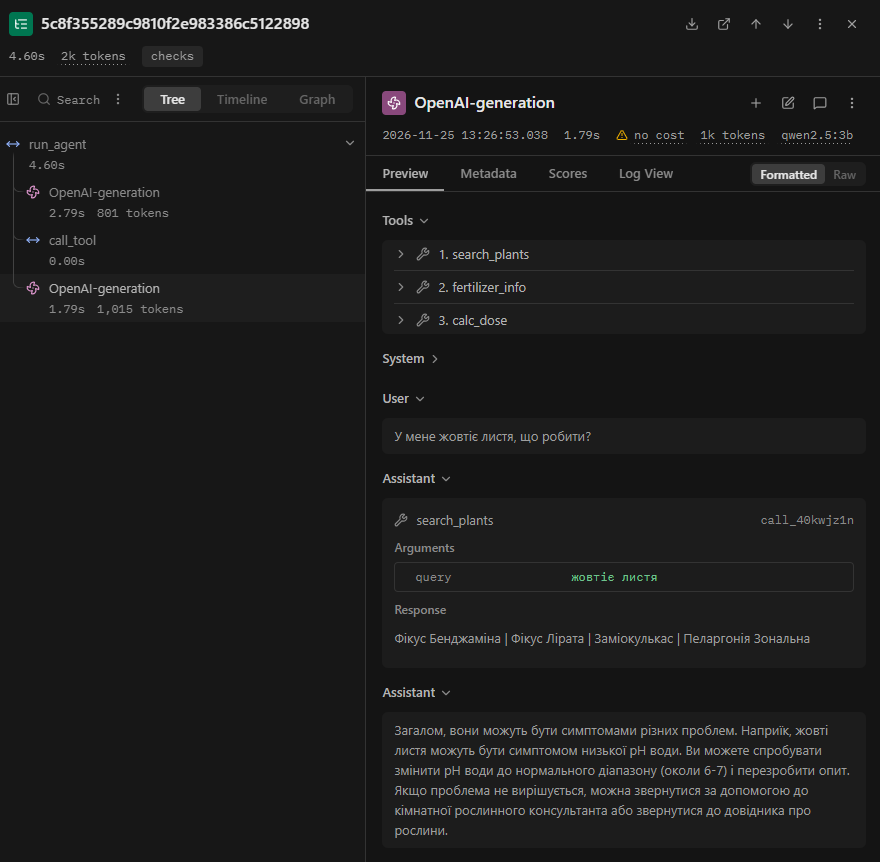 5c8f355289c9810f2e983386c5122898
4.60s 2k tokens checks
Search Tree Timeline Graph
run_agent
4.60s
OpenAI-generation
2.79s 801 tokens
call_tool
0.00s
OpenAI-generation
1.79s 1,015 tokens
OpenAI-generation
2026-11-25 13:26:53.038 1.79s no cost 1k tokens qwen2.5:3b
Preview Metadata Scores Log View Formatted Raw
Tools
1. search_plants
2. fertilizer_info
3. calc_dose
System
User
У мене жовтіє листя, що робити?
Assistant
search_plants call_40kwjz1n
Arguments
query жовтіє листя
Response
Фікус Бенджаміна | Фікус Лірата | Заміокулькас | Пеларгонія Зональна
Assistant
Загалом, вони можуть бути симптомами різних проблем. Наприїк, жовті
листя можуть бути симптомом низької pH води. Ви можете спробувати
змінити pH води до нормального діапазону (околи 6-7) і перезробити опит.
Якщо проблема не вирішується, можна звернутися за допомогою до
кімнатної рослинного консультанта або звернутися до довідника про
рослини.